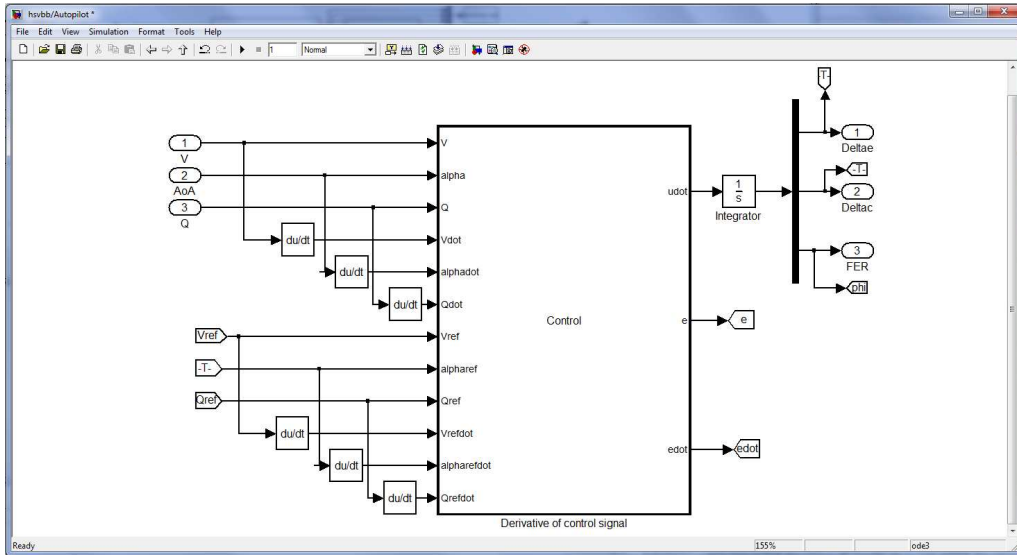 hsvbb/Autopilot *
File Edit View Simulation Format Tools Help
1 Normal
1
V
2
AoA
3
Q
du/dt
du/dt
du/dt
Vref
-T-
Qref
du/dt
du/dt
du/dt
V
alpha
Q
Vdot
alphadot
Qdot
Vref
alpharef
Qref
Vrefdot
alpharefdot
Qrefdot
Control
udot
e
edot
Derivative of control signal
1
s
Integrator
e
edot
-T-
1
Deltae
-T-
2
Deltac
3
FER
phi
Ready 155% ode3